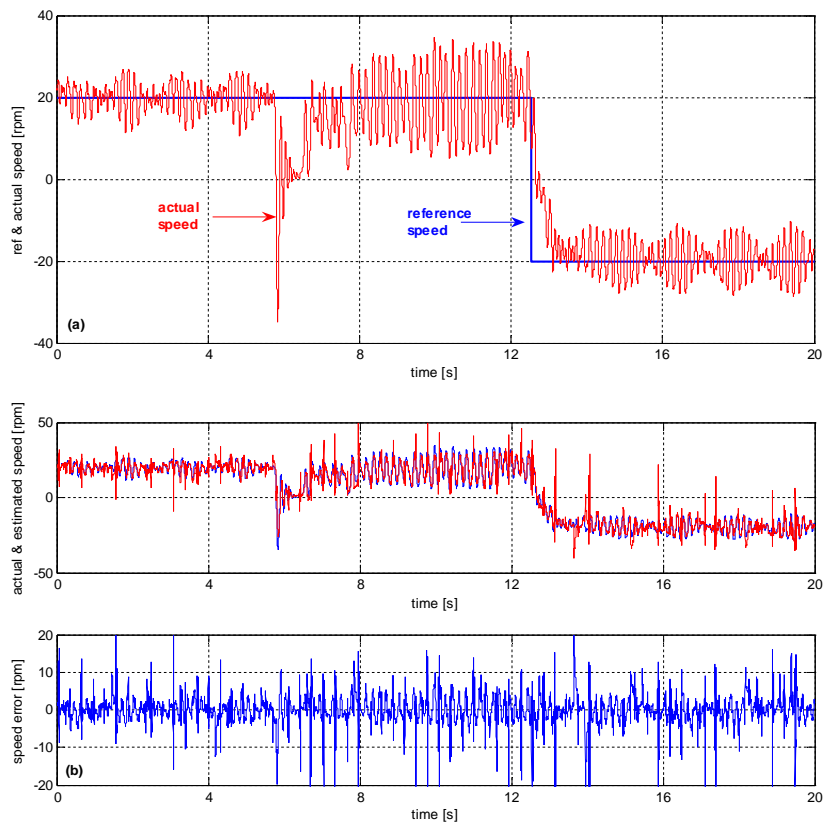 40
20
0
-20
-40
ref & actual speed [rpm]
actual
speed
reference
speed
(a)
0
4
8
12
16
20
time [s]
50
0
-50
actual & estimated speed [rpm]
0
4
8
12
16
20
time [s]
20
10
0
-10
20
speed error [rpm]
(b)
0
4
8
12
16
20
time [s]